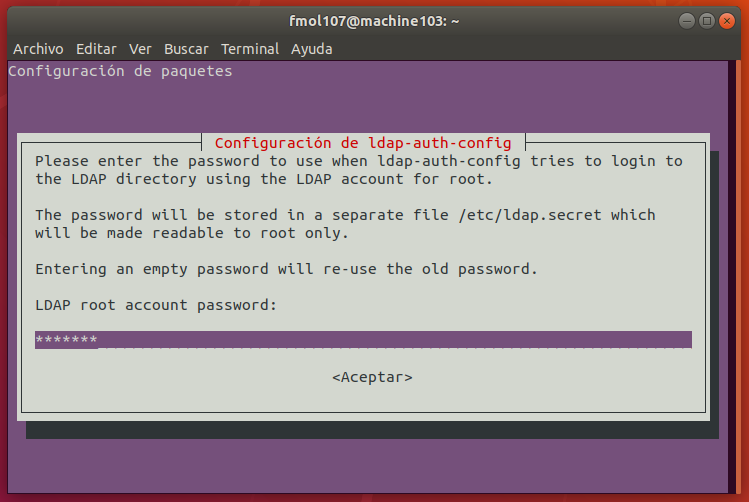 fmol107@machine103: ~
Archivo Editar Ver Buscar Terminal Ayuda
Configuración de paquetes
Configuración de ldap-auth-config
Please enter the password to use when ldap-auth-config tries to login to
the LDAP directory using the LDAP account for root.
The password will be stored in a separate file /etc/ldap.secret which
will be made readable to root only.
Entering an empty password will re-use the old password.
LDAP root account password:
*******
<Aceptar>